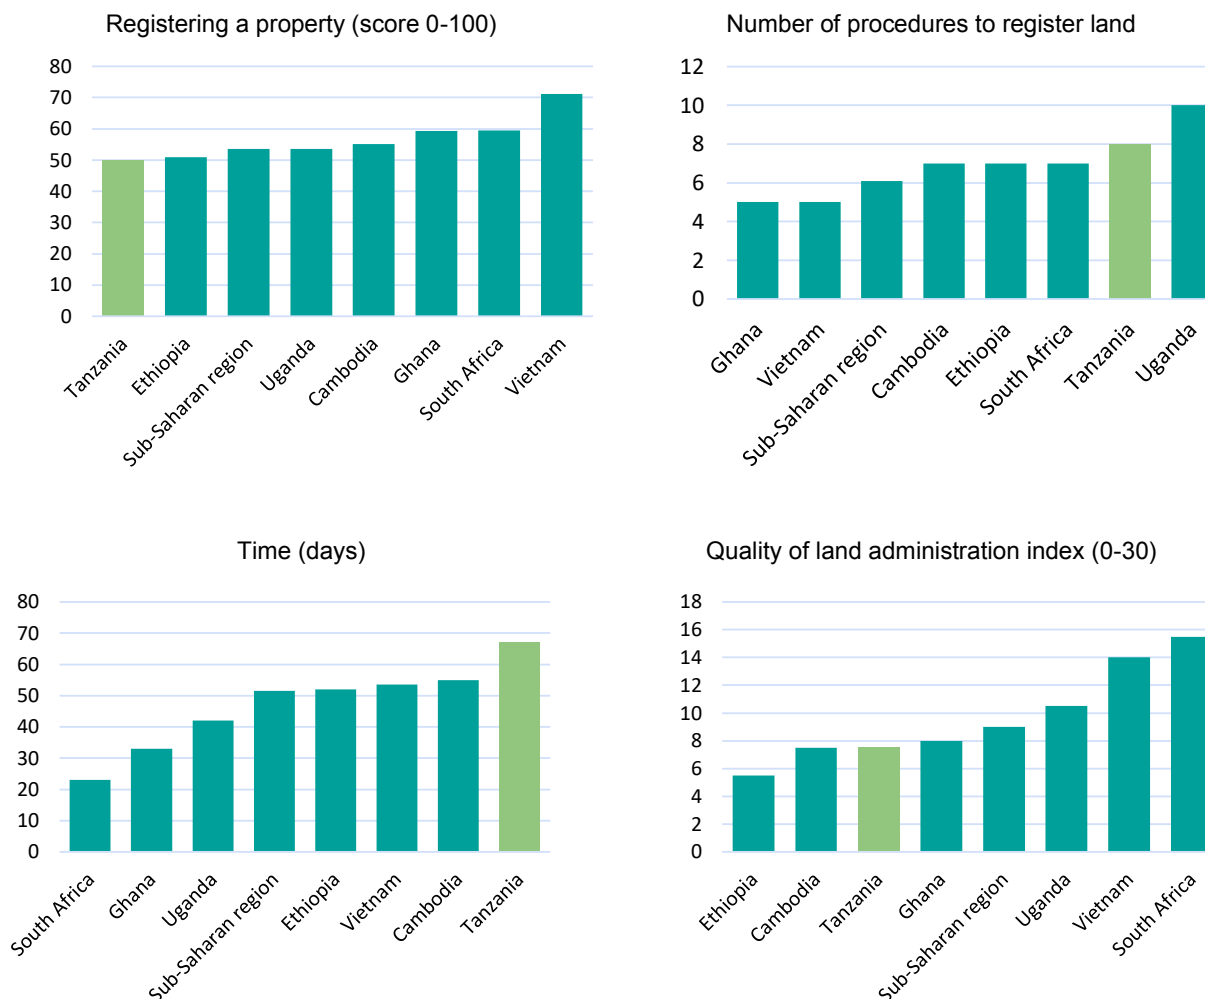 Registering a property (score 0-100)
80
70
60
50
40
30
20
10
0
Tanzania
Ethiopia
Sub-Saharan region
Uganda
Cambodia
Ghana
South Africa
Vietnam
Number of procedures to register land
12
10
8
6
4
2
0
Ghana
Vietnam
Sub-Saharan region
Cambodia
Ethiopia
South Africa
Tanzania
Uganda
Time (days)
80
70
60
50
40
30
20
10
0
South Africa
Ghana
Uganda
Sub-Saharan region
Ethiopia
Vietnam
Cambodia
Tanzania
Quality of land administration index (0-30)
18
16
14
12
10
8
6
4
2
0
Ethiopia
Cambodia
Tanzania
Ghana
Sub-Saharan region
Uganda
Vietnam
South Africa